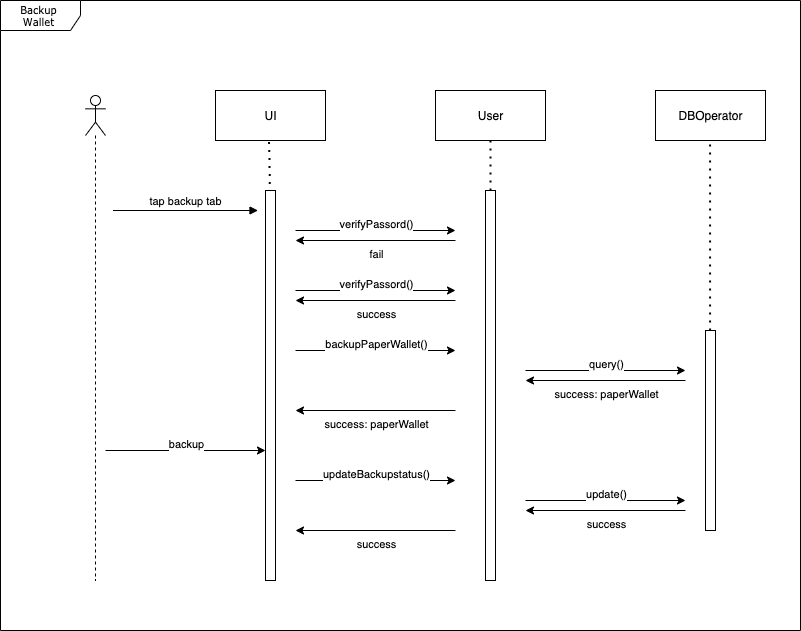 Backup
Wallet
UI
User
DBOperator
tap backup tab
verifyPassord()
fail
verifyPassord()
success
backupPaperWallet()
query()
success: paperWallet
success: paperWallet
backup
updateBackupstatus()
update()
success
success